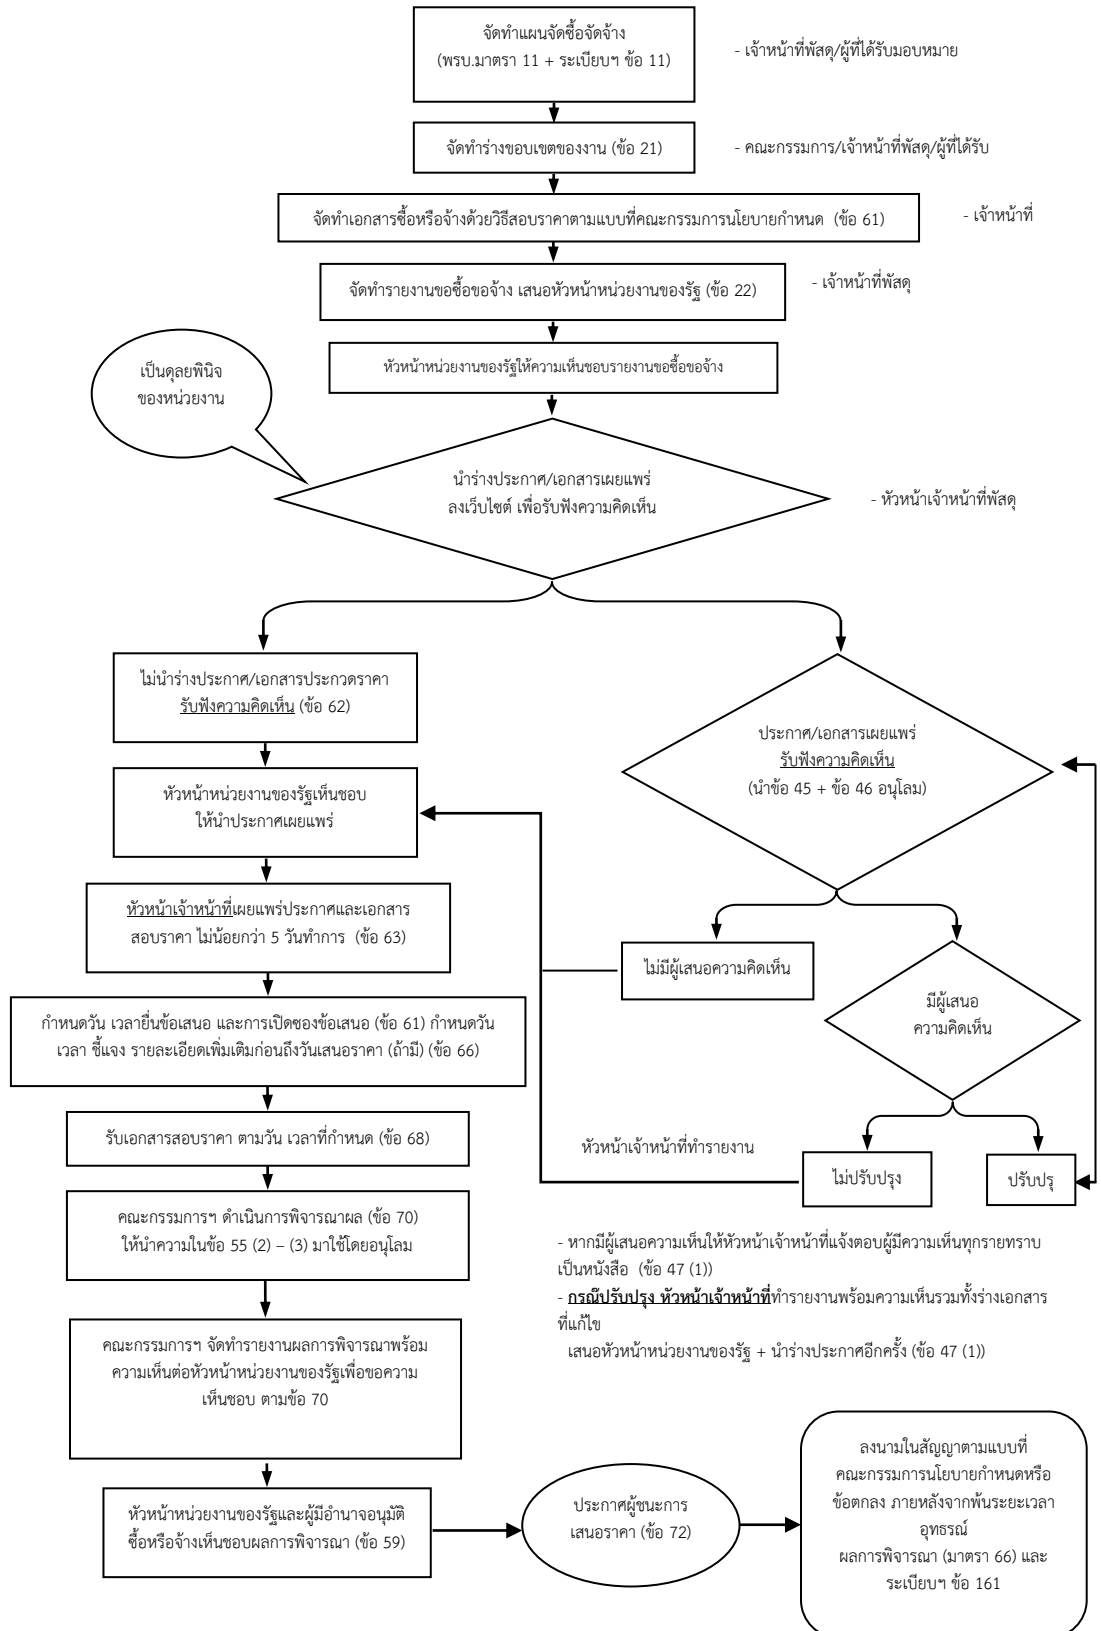 จัดทำแผนจัดซื้อจัดจ้าง
(พรบ.มาตรา 11 + ระเบียบฯ ข้อ 11)
- เจ้าหน้าที่พัสดุ/ผู้ที่ได้รับมอบหมาย
จัดทำร่างขอบเขตของงาน (ข้อ 21)
- คณะกรรมการ/เจ้าหน้าที่พัสดุ/ผู้ที่ได้รับ
จัดทำเอกสารซื้อหรือจ้างด้วยวิธีสอบราคาตามแบบที่คณะกรรมการนโยบายกำหนด (ข้อ 61)
- เจ้าหน้าที่
จัดทำรายงานขอซื้อขอจ้าง เสนอหัวหน้าหน่วยงานของรัฐ (ข้อ 22)
- เจ้าหน้าที่พัสดุ
หัวหน้าหน่วยงานของรัฐให้ความเห็นชอบรายงานขอซื้อขอจ้าง
เป็นดุลยพินิจ
ของหน่วยงาน
นำร่างประกาศ/เอกสารเผยแพร่
ลงเว็บไซต์ เพื่อรับฟังความคิดเห็น
- หัวหน้าเจ้าหน้าที่พัสดุ
ไม่นำร่างประกาศ/เอกสารประกวดราคา
รับฟังความคิดเห็น (ข้อ 62)
หัวหน้าหน่วยงานของรัฐเห็นชอบ
ให้นำประกาศเผยแพร่
หัวหน้าเจ้าหน้าที่เผยแพร่ประกาศและเอกสาร
สอบราคา ไม่น้อยกว่า 5 วันทำการ (ข้อ 63)
กำหนดวัน เวลายื่นข้อเสนอ และการเปิดซองข้อเสนอ (ข้อ 61) กำหนดวัน
เวลา ชี้แจง รายละเอียดเพิ่มเติมก่อนถึงวันเสนอราคา (ถ้ามี) (ข้อ 66)
รับเอกสารสอบราคา ตามวัน เวลาที่กำหนด (ข้อ 68)
คณะกรรมการฯ ดำเนินการพิจารณาผล (ข้อ 70)
ให้นำความในข้อ 55 (2) – (3) มาใช้โดยอนุโลม
คณะกรรมการฯ จัดทำรายงานผลการพิจารณาพร้อม
ความเห็นต่อหัวหน้าหน่วยงานของรัฐเพื่อขอความ
เห็นชอบ ตามข้อ 70
หัวหน้าหน่วยงานของรัฐและผู้มีอำนาจอนุมัติ
ซื้อหรือจ้างเห็นชอบผลการพิจารณา (ข้อ 59)
ประกาศ/เอกสารเผยแพร่
รับฟังความคิดเห็น
(นำข้อ 45 + ข้อ 46 อนุโลม)
ไม่มีผู้เสนอความคิดเห็น
มีผู้เสนอ
ความคิดเห็น
หัวหน้าเจ้าหน้าที่ทำรายงาน
ไม่ปรับปรุง
ปรับปรุ
- หากมีผู้เสนอความเห็นให้หัวหน้าเจ้าหน้าที่แจ้งตอบผู้มีความเห็นทุกรายทราบ
เป็นหนังสือ (ข้อ 47 (1))
- กรณีปรับปรุง หัวหน้าเจ้าหน้าที่ทำรายงานพร้อมความเห็นรวมทั้งร่างเอกสาร
ที่แก้ไข
เสนอหัวหน้าหน่วยงานของรัฐ + นำร่างประกาศอีกครั้ง (ข้อ 47 (1))
ประกาศผู้ชนะการ
เสนอราคา (ข้อ 72)
ลงนามในสัญญาตามแบบที่
คณะกรรมการนโยบายกำหนดหรือ
ข้อตกลง ภายหลังจากพ้นระยะเวลา
อุทธรณ์
ผลการพิจารณา (มาตรา 66) และ
ระเบียบฯ ข้อ 161